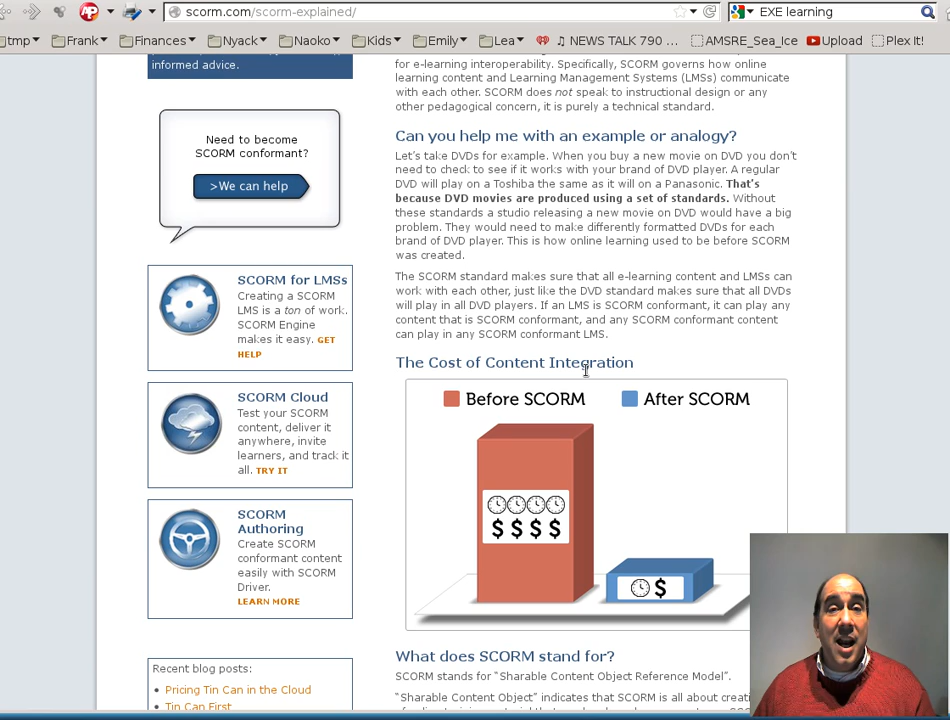 scorm.com/scorm-explained/
EXE learning
tmp
Frank
Finances
Nyack
Naoko
Kids
Emily
Lea
NEWS TALK 790 ...
AMSRE_Sea_Ice
Upload
Plex It!
informed advice.
Need to become
SCORM conformant?
>We can help
SCORM for LMSs
Creating a SCORM
LMS is a ton of work.
SCORM Engine
makes it easy. GET
HELP
SCORM Cloud
Test your SCORM
content, deliver it
anywhere, invite
learners, and track it
all. TRY IT
SCORM
Authoring
Create SCORM
conformant content
easily with SCORM
Driver.
LEARN MORE
Recent blog posts:
• Pricing Tin Can in the Cloud
• Tin Can First
for e-learning interoperability. Specifically, SCORM governs how online
learning content and Learning Management Systems (LMSs) communicate
with each other. SCORM does not speak to instructional design or any
other pedagogical concern, it is purely a technical standard.
Can you help me with an example or analogy?
Let's take DVDs for example. When you buy a new movie on DVD you don't
need to check to see if it works with your brand of DVD player. A regular
DVD will play on a Toshiba the same as it will on a Panasonic. That's
because DVD movies are produced using a set of standards. Without
these standards a studio releasing a new movie on DVD would have a big
problem. They would need to make differently formatted DVDs for each
brand of DVD player. This is how online learning used to be before SCORM
was created.
The SCORM standard makes sure that all e-learning content and LMSs can
work with each other, just like the DVD standard makes sure that all DVDs
will play in all DVD players. If an LMS is SCORM conformant, it can play any
content that is SCORM conformant, and any SCORM conformant content
can play in any SCORM conformant LMS.
The Cost of Content Integration
Before SCORM
After SCORM
$ $ $ $
$
What does SCORM stand for?
SCORM stands for "Sharable Content Object Reference Model".
"Sharable Content Object" indicates that SCORM is all about